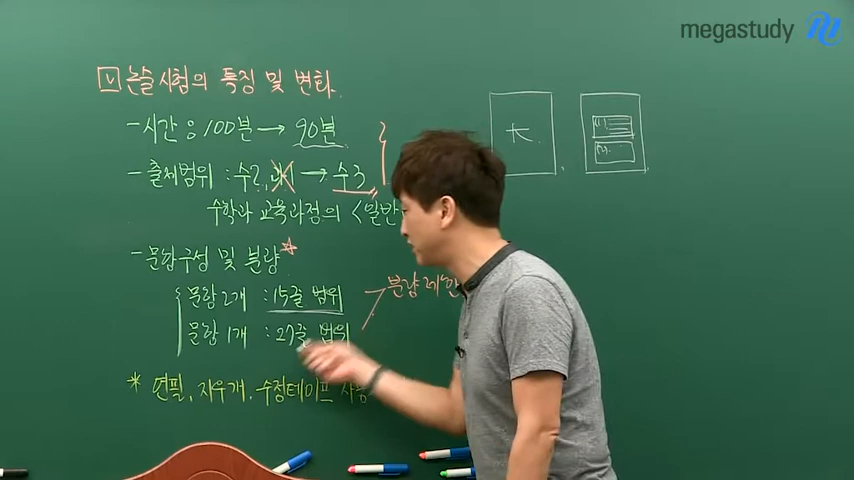 megastudy
논술시험의 특징 및 변화
- 시간 : 100분 → 90분
- 출제범위 : 수2, 과1 → 수3
수학과 교육과정의 <일반
- 문항구성 및 분량 *
문항 2개 : 15줄 범위
분량 제한
문항 1개 : 27줄 범위
* 연필, 지우개, 수정테이프 사용